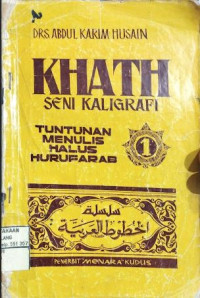 DRS. ABDUL KARIM HUSAIN
KHATH
SENI KALIGRAFI
TUNTUNAN
MENULIS
HALUS
HURUF ARAB
1
سلسلة
الخطوط العربية
PENERBIT "MENARA" KUDUS